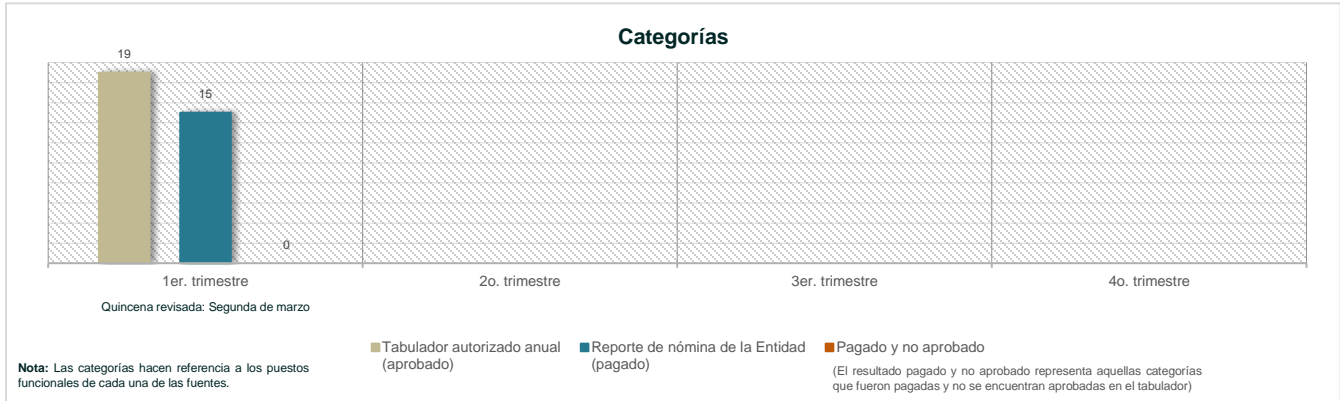 Categorías
19
15
0
1er. trimestre
2o. trimestre
3er. trimestre
4o. trimestre
Quincena revisada: Segunda de marzo
Tabulador autorizado anual
(aprobado)
Reporte de nómina de la Entidad
(pagado)
Pagado y no aprobado
(El resultado pagado y no aprobado representa aquellas categorías
que fueron pagadas y no se encuentran aprobadas en el tabulador)
Nota: Las categorías hacen referencia a los puestos
funcionales de cada una de las fuentes.